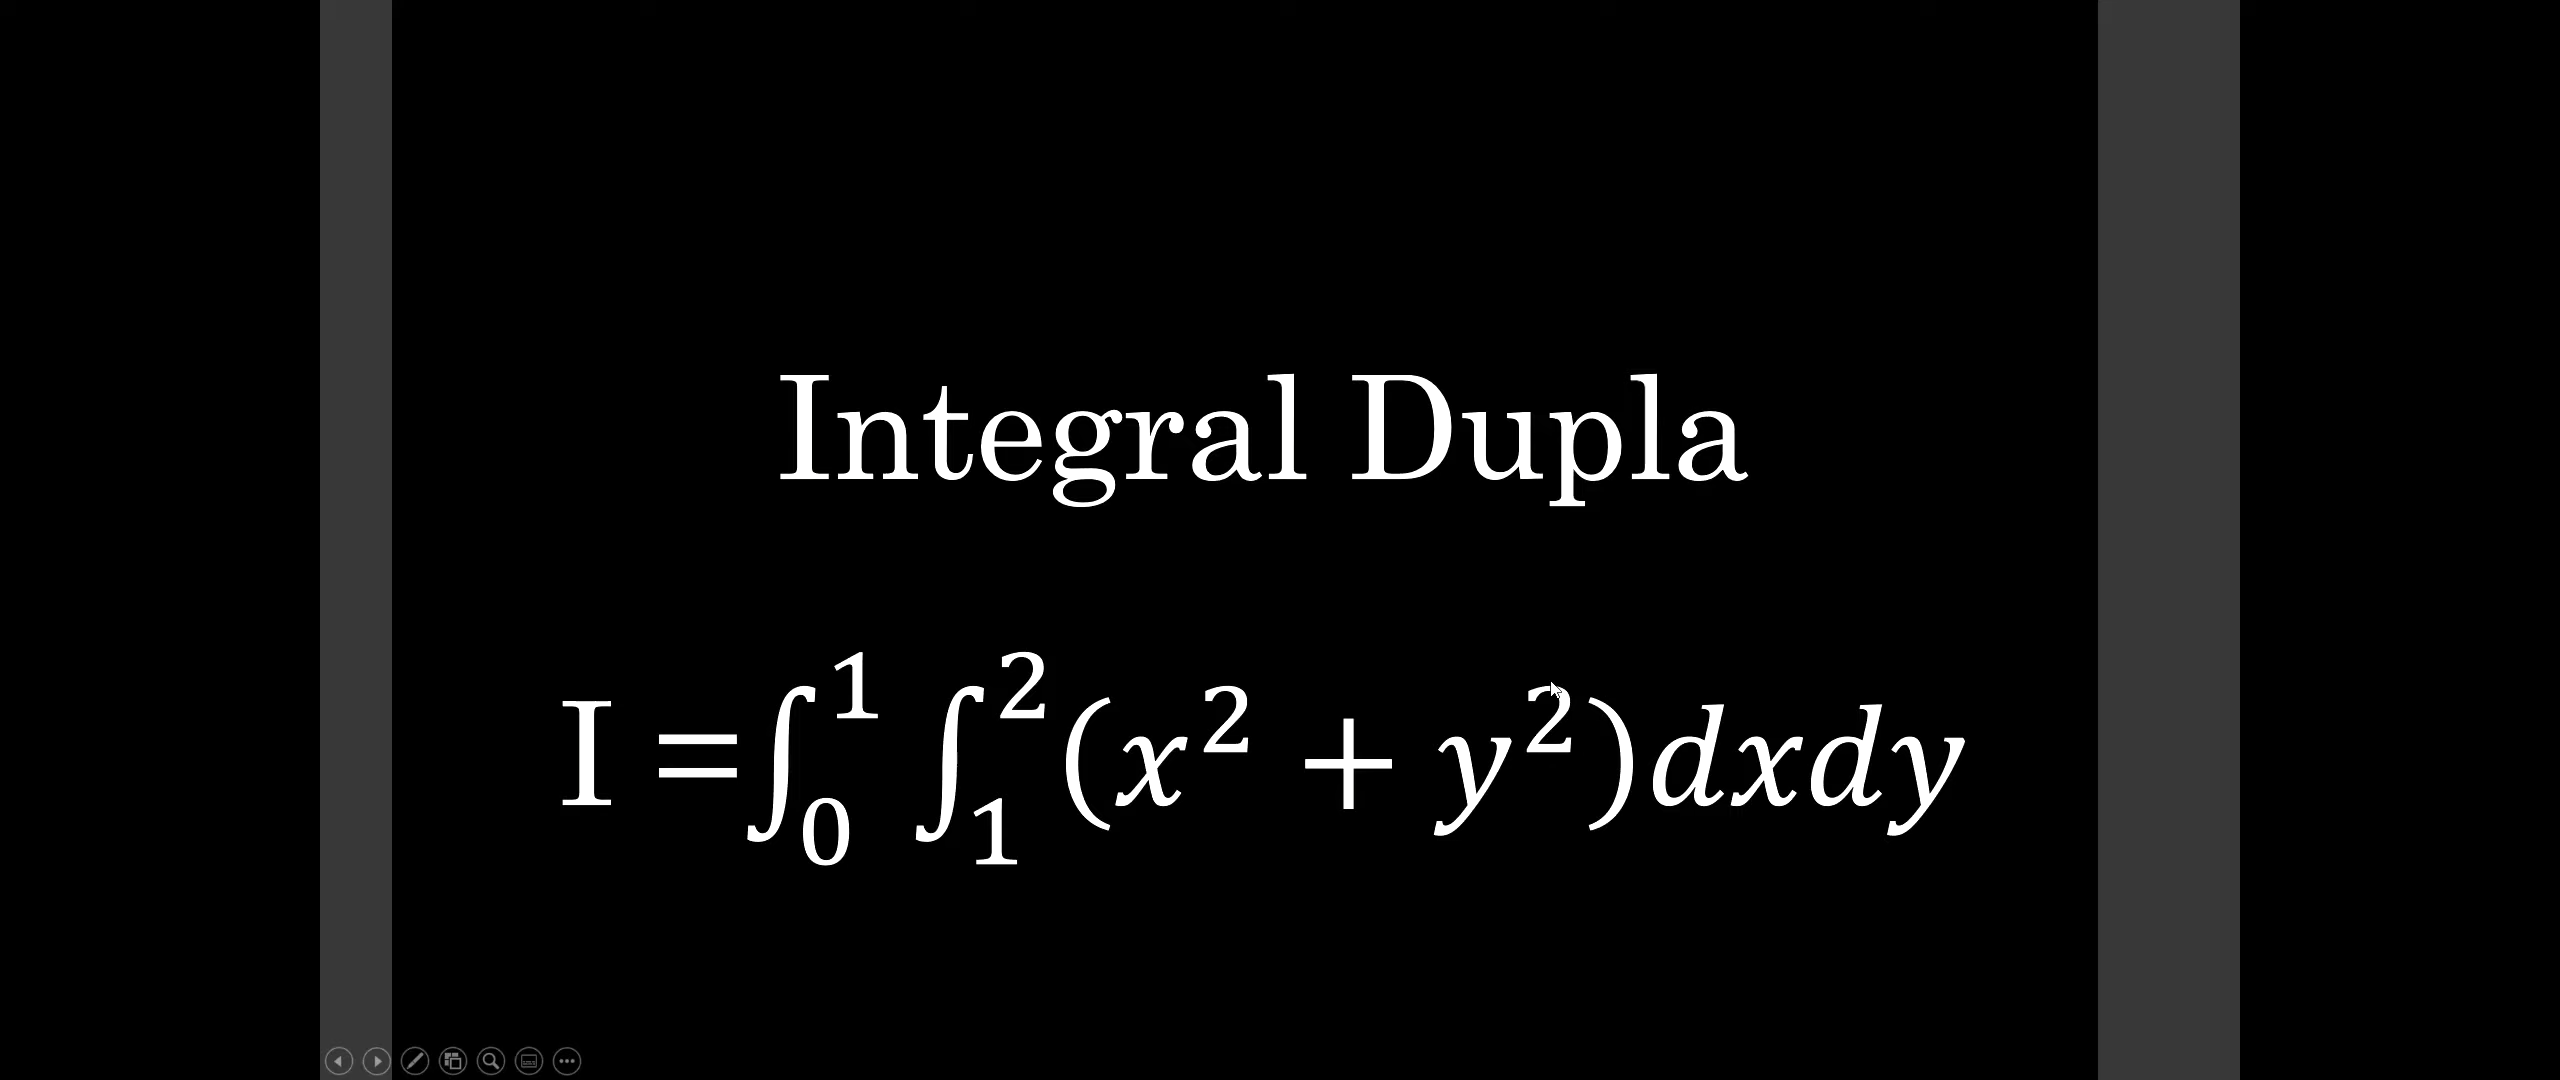 Integral Dupla
I =∫₀¹ ∫₁²(x² + y²)dxdy